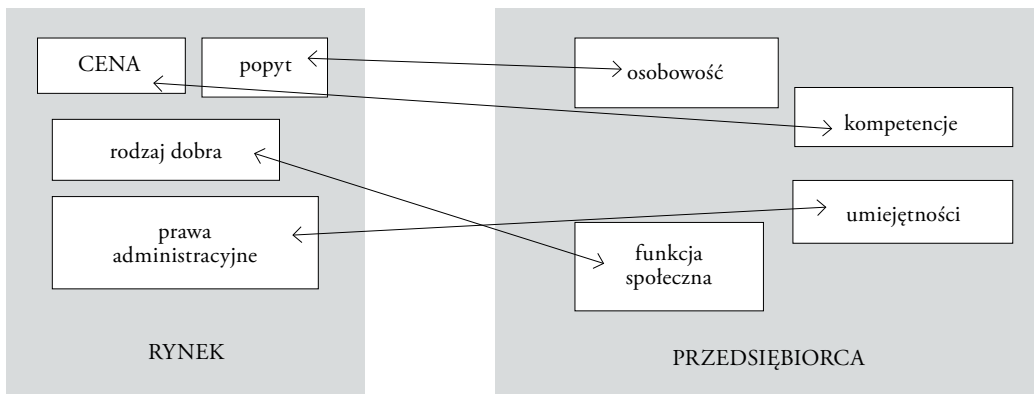 CENA
popyt
rodzaj dobra
prawa
administracyjne
RYNEK
osobowość
kompetencje
umiejętności
funkcja
społeczna
PRZEDSIĘBIORCA